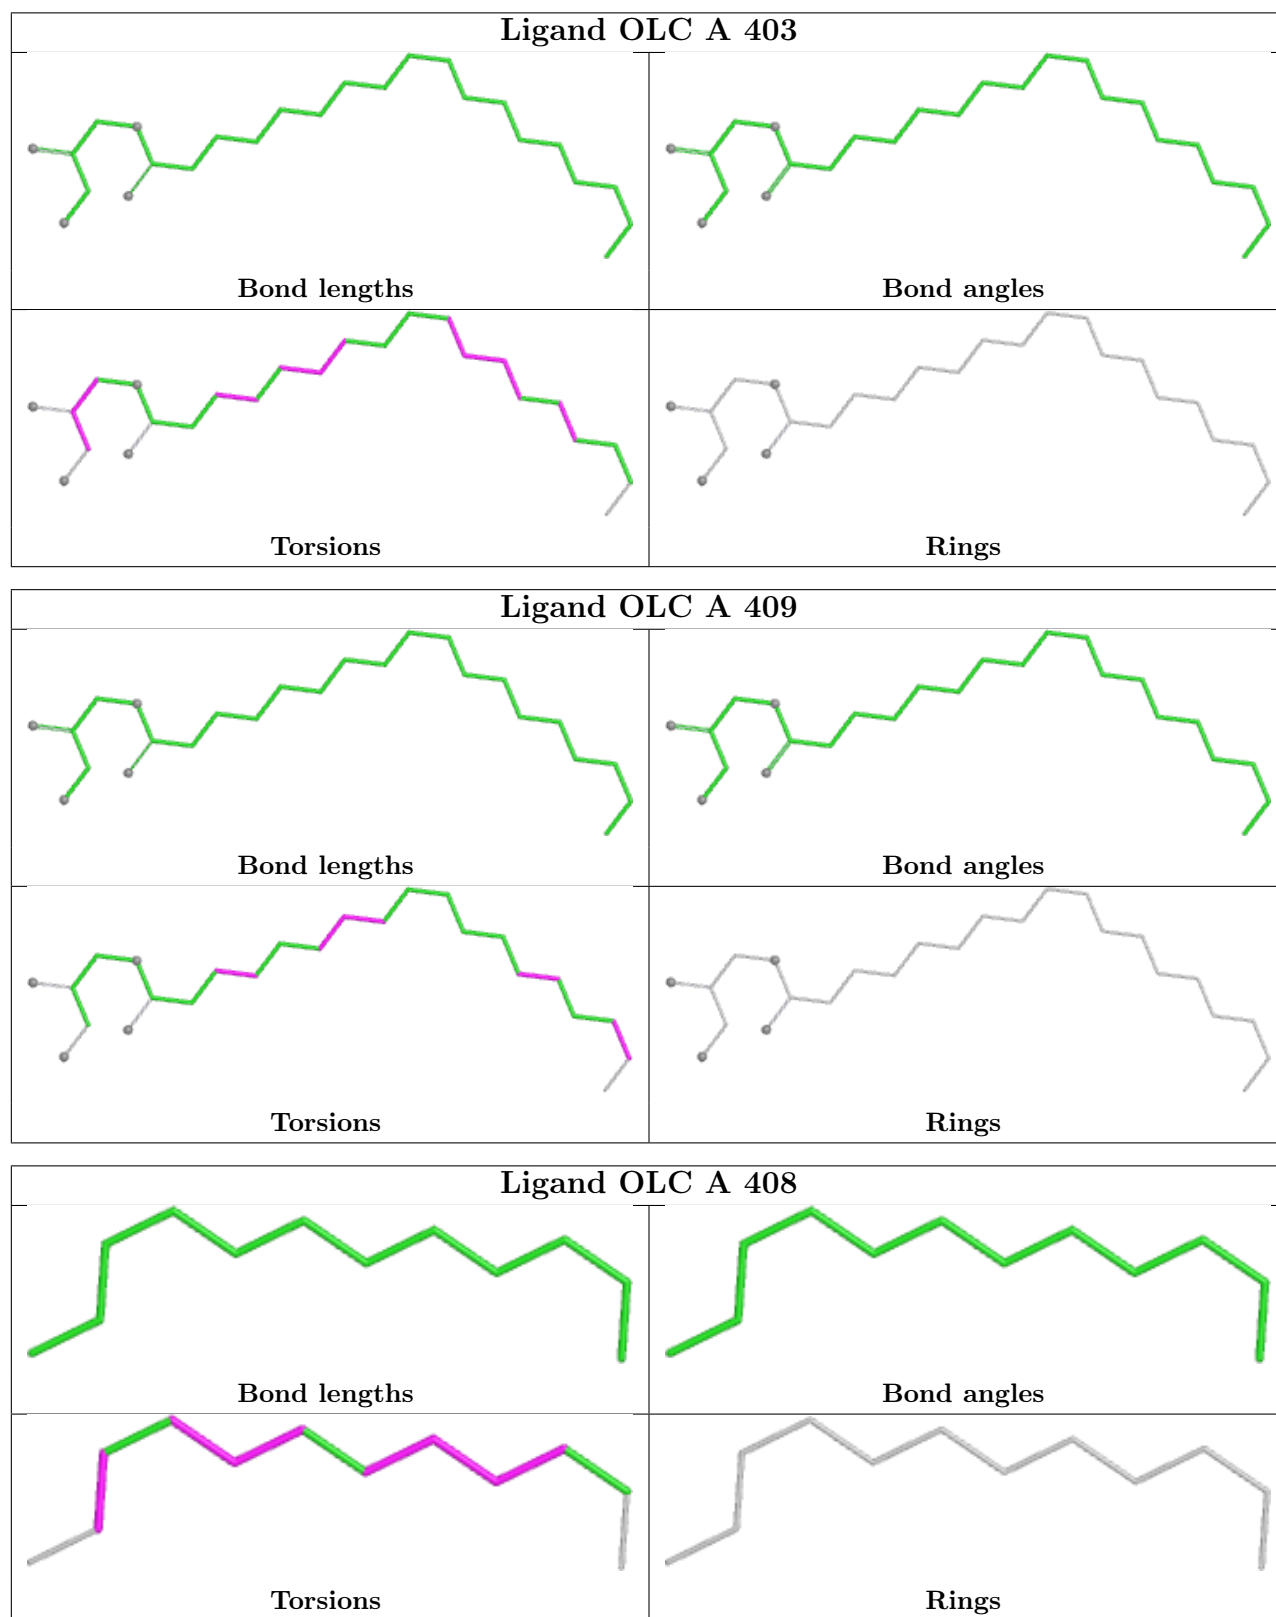 Ligand OLC A 403
Bond lengths
Bond angles
Torsions
Rings
Ligand OLC A 409
Bond lengths
Bond angles
Torsions
Rings
Ligand OLC A 408
Bond lengths
Bond angles
Torsions
Rings